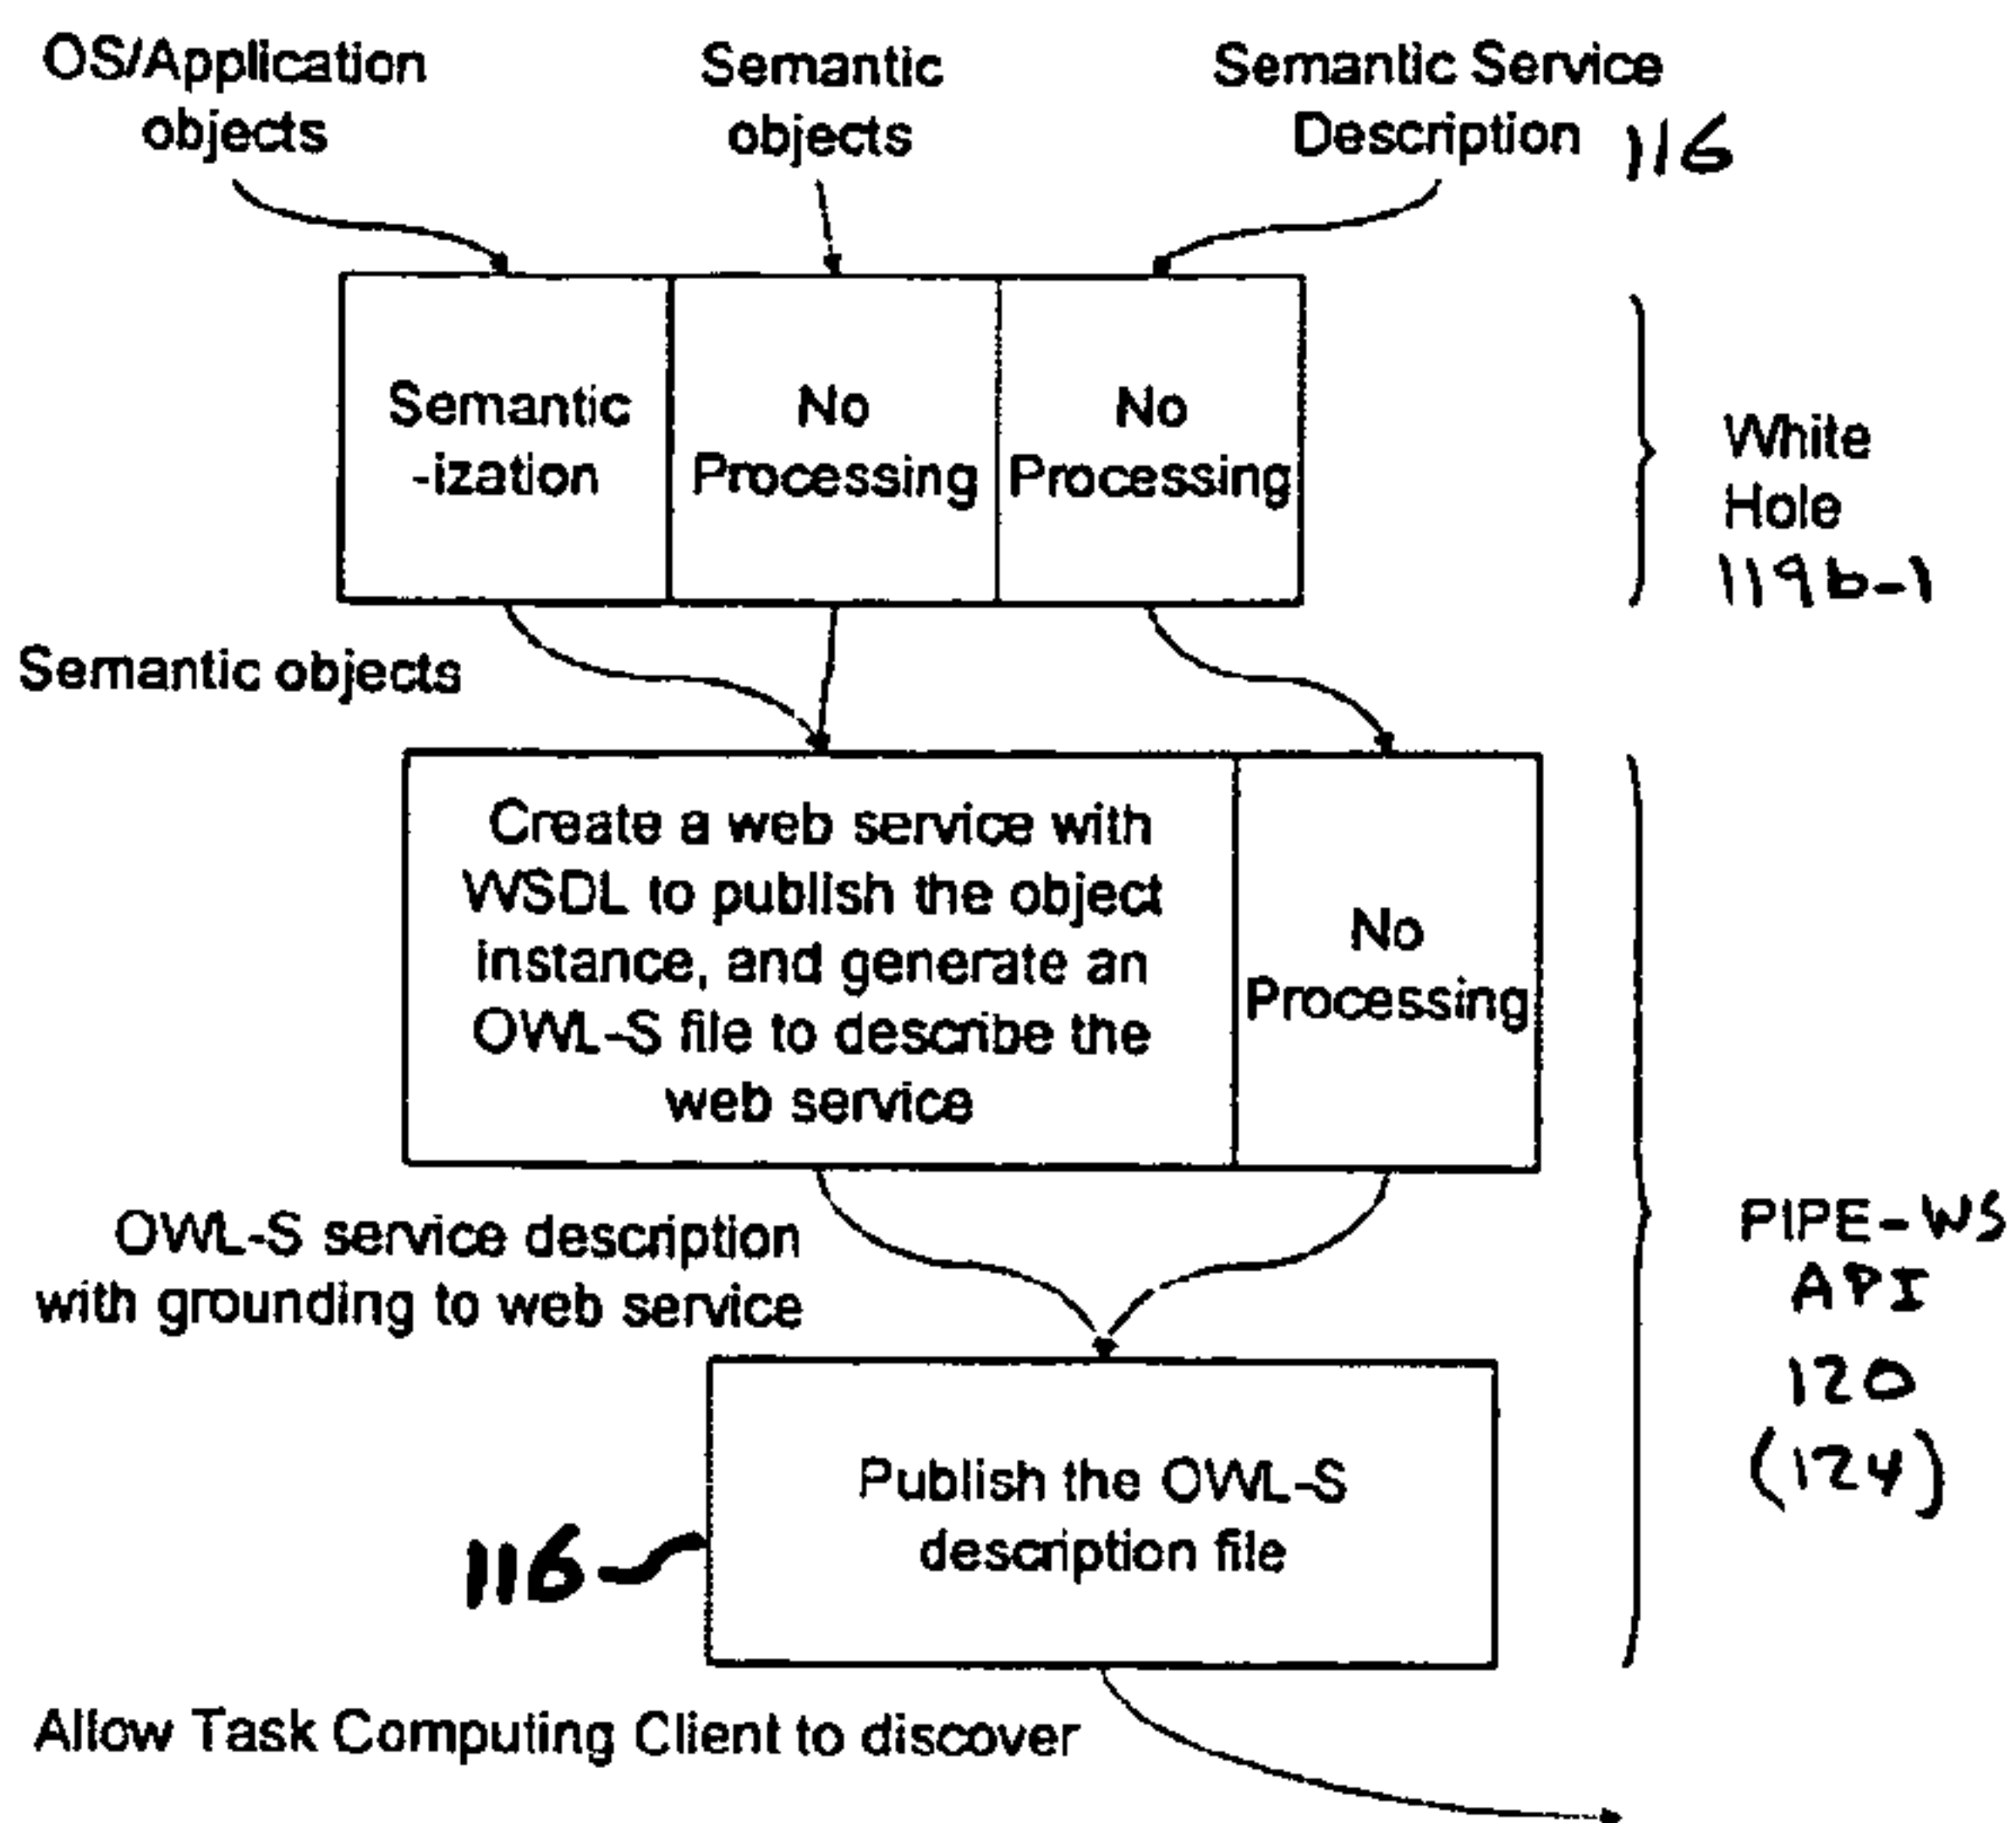 OS/Application
objects
Semantic
objects
Semantic Service
Description 116
Semantic
-ization
No
Processing
No
Processing
White
Hole
119b-1
Semantic objects
Create a web service with
WSDL to publish the object
instance, and generate an
OWL-S file to describe the
web service
No
Processing
OWL-S service description
with grounding to web service
PIPE-WS
API
120
(124)
Publish the OWL-S
description file
116
Allow Task Computing Client to discover